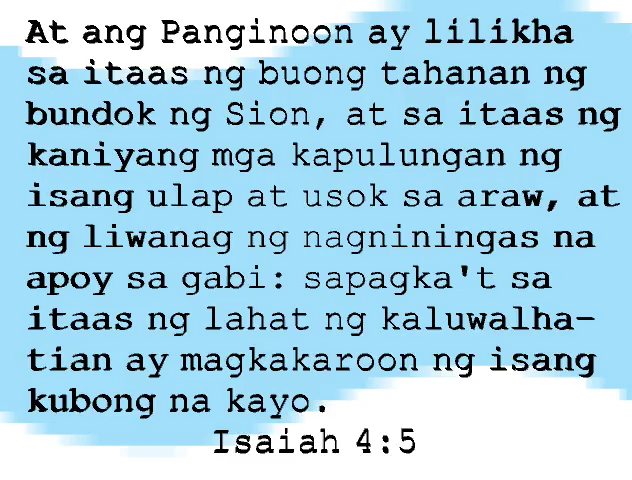 At ang Panginoon ay lilikha
sa itaas ng buong tahanan ng
bundok ng Sion, at sa itaas ng
kaniyang mga kapulungan ng
isang ulap at usok sa araw, at
ng liwanag ng nagniningas na
apoy sa gabi: sapagka't sa
itaas ng lahat ng kaluwalha-
tian ay magkakaroon ng isang
kubong na kayo.
Isaiah 4:5